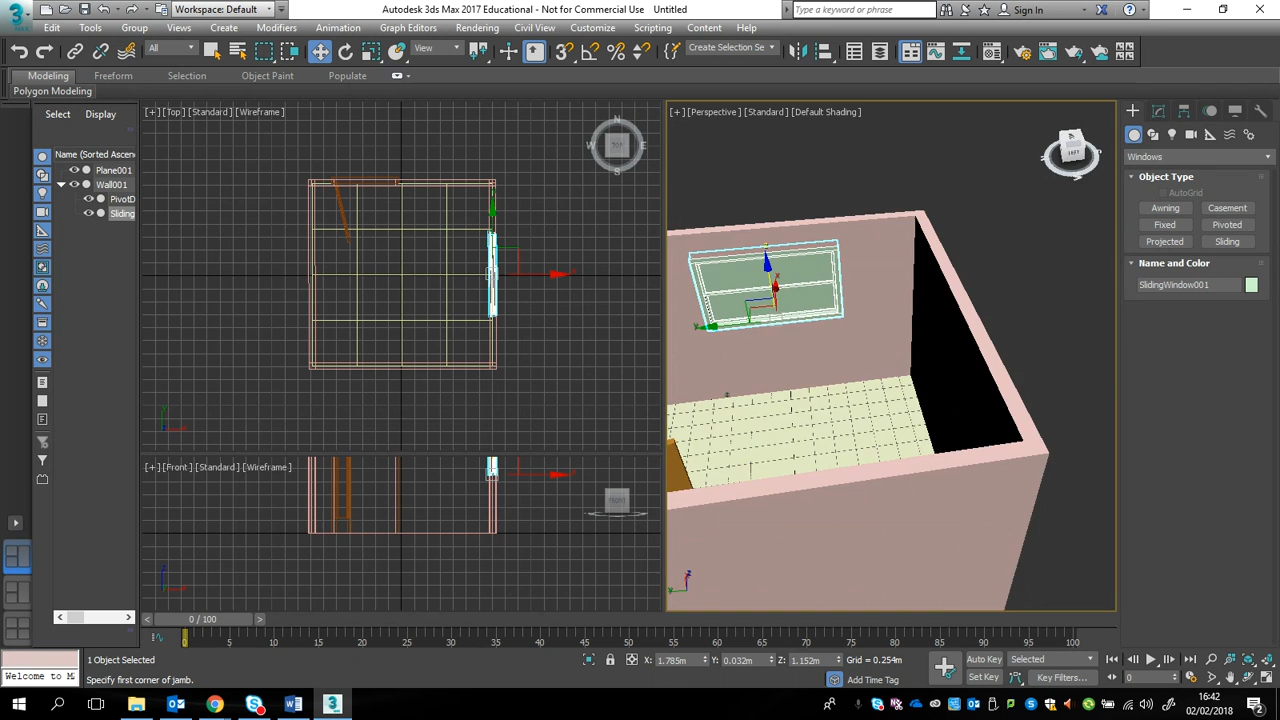 Workspace: Default
Autodesk 3ds Max 2017 Educational - Not for Commercial Use    Untitled
Type a keyword or phrase
Sign In
MAX
Edit Tools Group Views Create Modifiers Animation Graph Editors Rendering Civil View Customize Scripting Content Help
All
View
Create Selection Se
Modeling Freeform Selection Object Paint Populate
Polygon Modeling
Select Display
Name (Sorted Ascen
Plane001
Wall001
PivotD
Sliding
[+] [Top] [Standard] [Wireframe]
N
W TOP E
S
[+] [Front] [Standard] [Wireframe]
FRONT
[+] [Perspective] [Standard] [Default Shading]
LEFT
Windows
Object Type
AutoGrid
Awning Casement
Fixed Pivoted
Projected Sliding
Name and Color
SlidingWindow001
0 / 100
0 5 10 15 20 25 30 35 40 45 50 55 60 65 70 75 80 85 90 95 100
1 Object Selected
X: 1.785m Y: 0.032m Z: 1.152m Grid = 0.254m
Auto Key Selected
Welcome to M
Specify first corner of jamb.
Add Time Tag
Set Key Key Filters...
0
16:42
02/02/2018